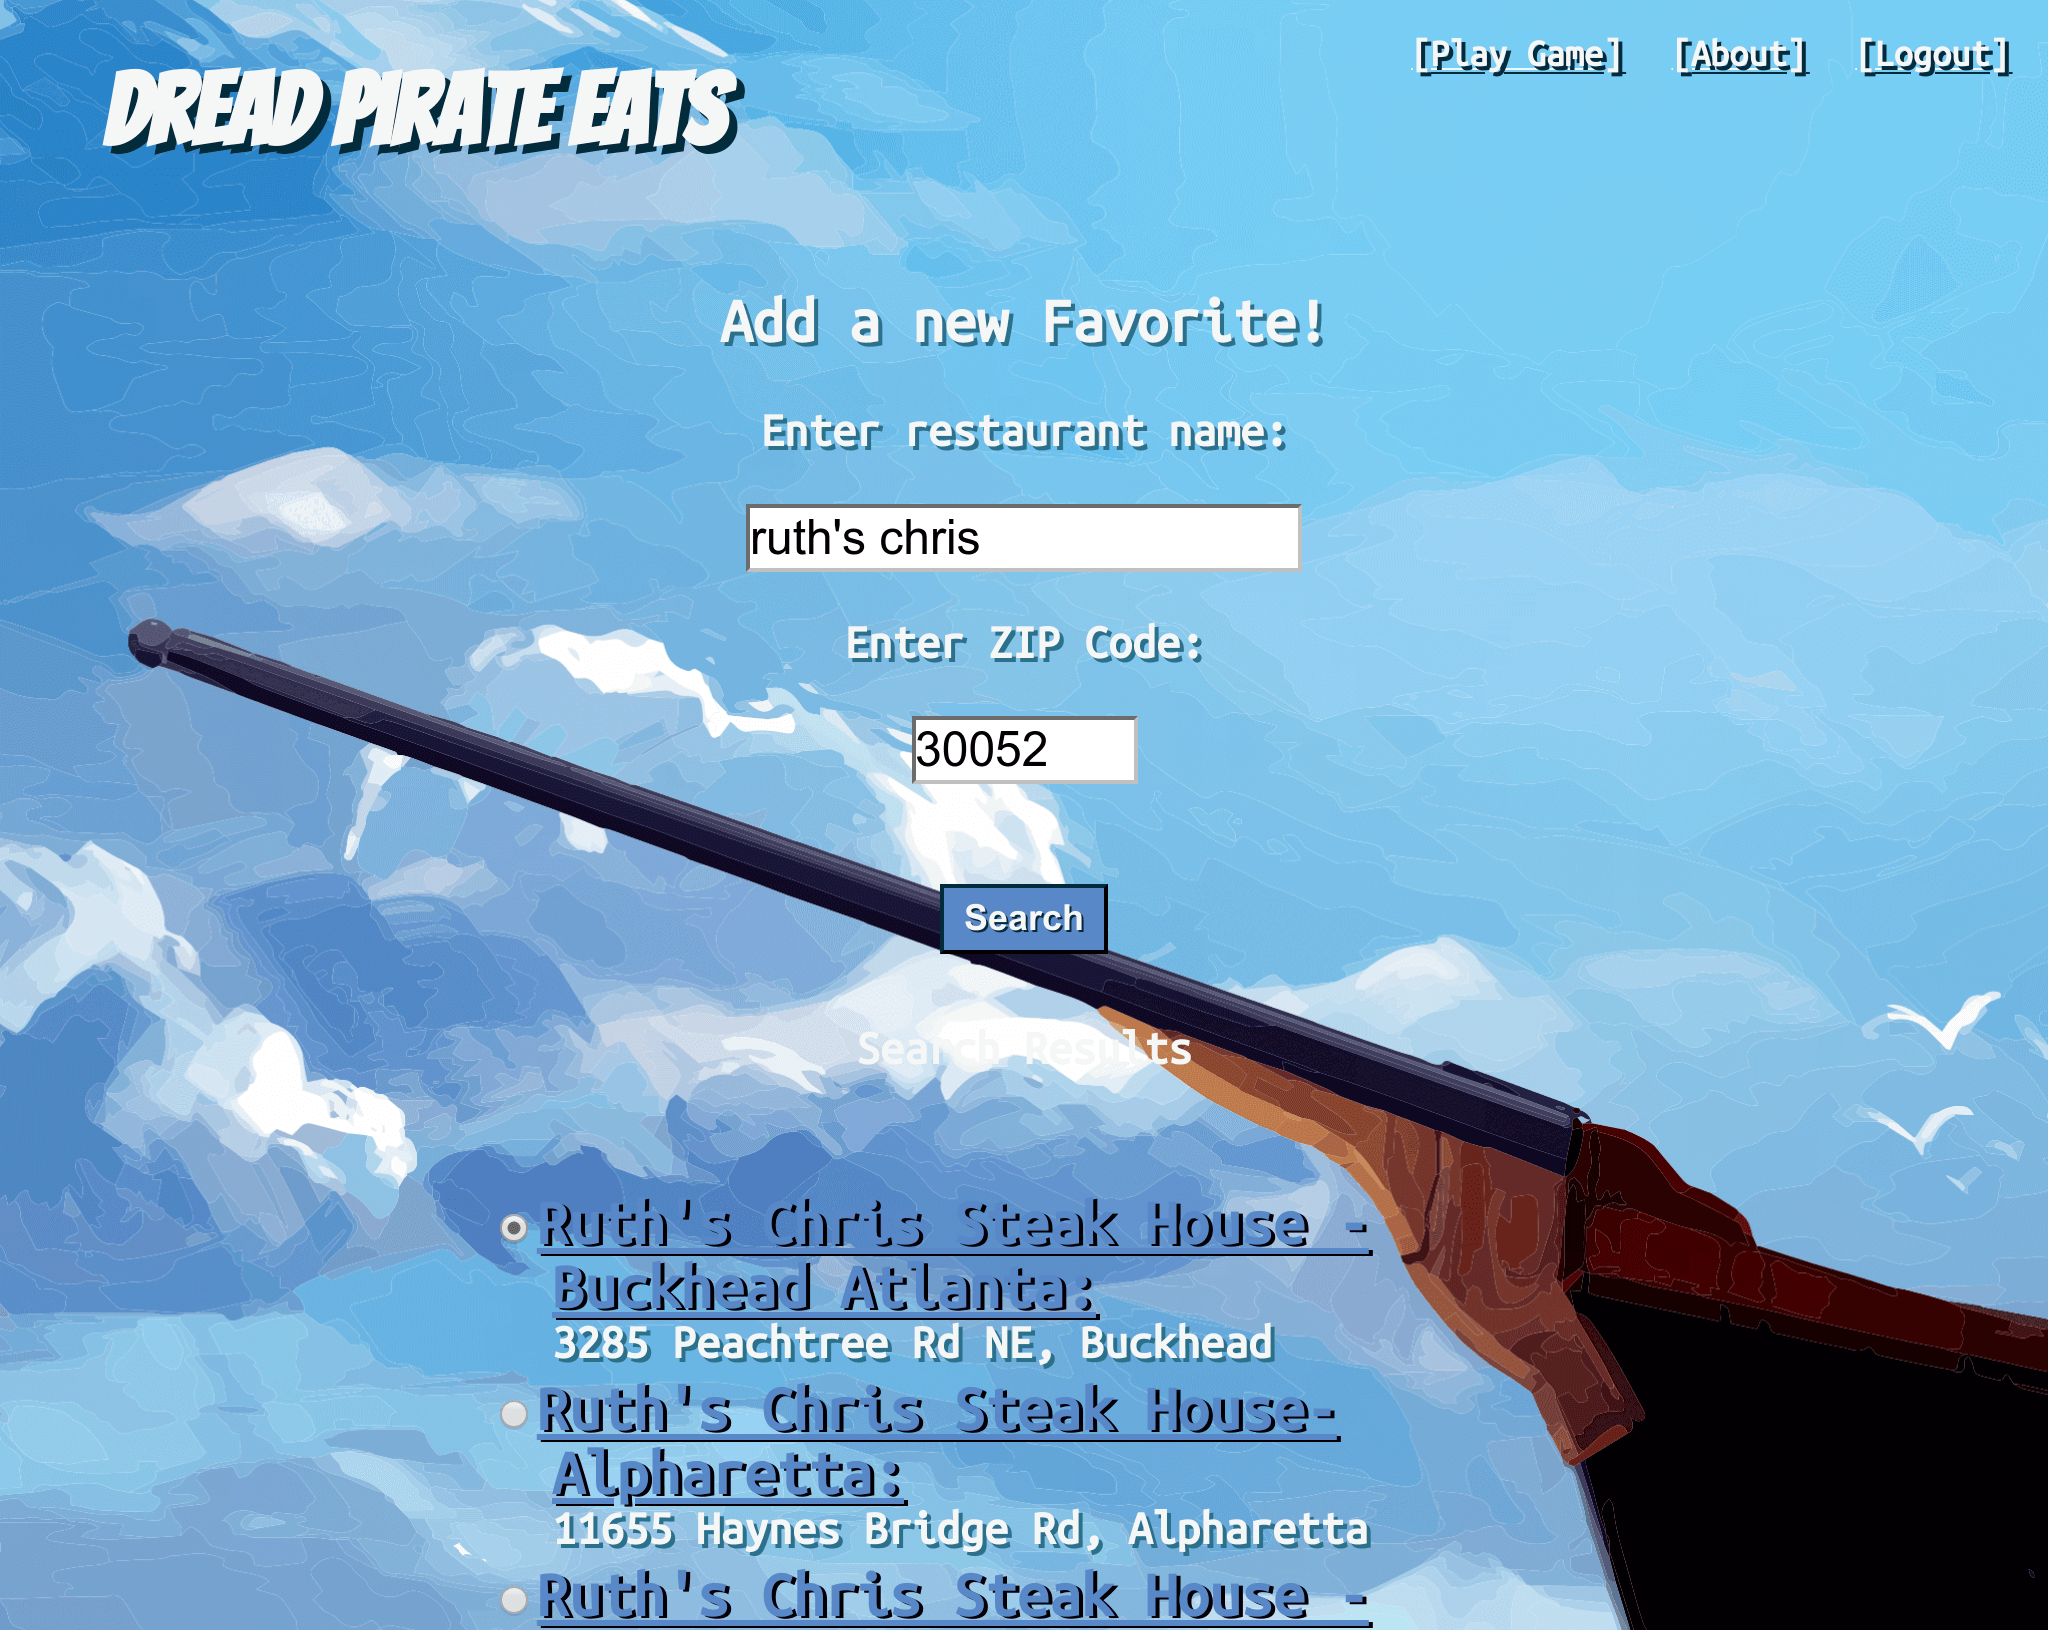 [Play Game] [About] [Logout]
DREAD PIRATE EATS
Add a new Favorite!
Enter restaurant name:
ruth's chris
Enter ZIP Code:
30052
Search
Search Results
Ruth's Chris Steak House -
Buckhead Atlanta:
3285 Peachtree Rd NE, Buckhead
Ruth's Chris Steak House-
Alpharetta:
11655 Haynes Bridge Rd, Alpharetta
Ruth's Chris Steak House -